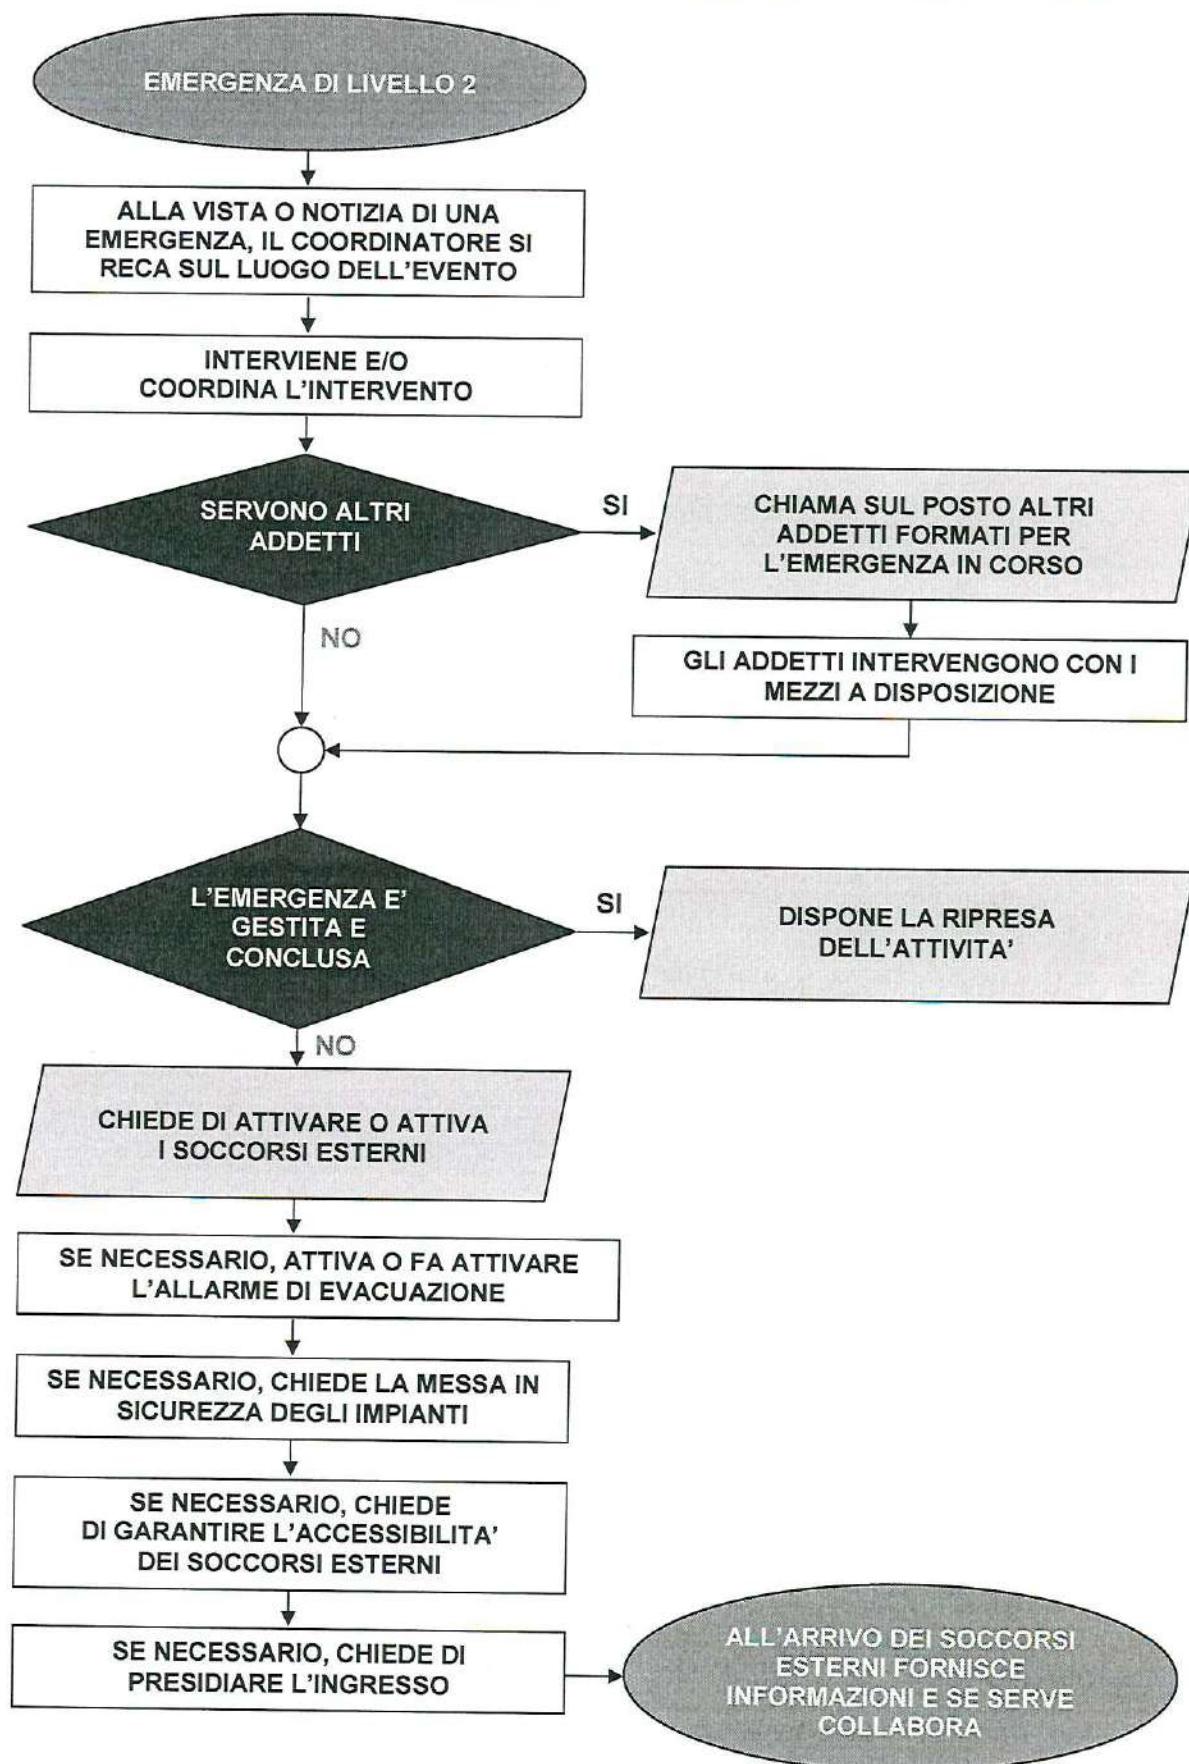 EMERGENZA DI LIVELLO 2
ALLA VISTA O NOTIZIA DI UNA
EMERGENZA, IL COORDINATORE SI
RECA SUL LUOGO DELL'EVENTO
INTERVIENE E/O
COORDINA L'INTERVENTO
SERVONO ALTRI
ADDETTI
SI
CHIAMA SUL POSTO ALTRI
ADDETTI FORMATI PER
L'EMERGENZA IN CORSO
NO
GLI ADDETTI INTERVENGONO CON I
MEZZI A DISPOSIZIONE
L'EMERGENZA E'
GESTITA E
CONCLUSA
SI
DISPONE LA RIPRESA
DELL'ATTIVITA'
NO
CHIEDE DI ATTIVARE O ATTIVA
I SOCCORSI ESTERNI
SE NECESSARIO, ATTIVA O FA ATTIVARE
L'ALLARME DI EVACUAZIONE
SE NECESSARIO, CHIEDE LA MESSA IN
SICUREZZA DEGLI IMPIANTI
SE NECESSARIO, CHIEDE
DI GARANTIRE L'ACCESSIBILITA'
DEI SOCCORSI ESTERNI
SE NECESSARIO, CHIEDE DI
PRESIDIARE L'INGRESSO
ALL'ARRIVO DEI SOCCORSI
ESTERNI FORNISCE
INFORMAZIONI E SE SERVE
COLLABORA